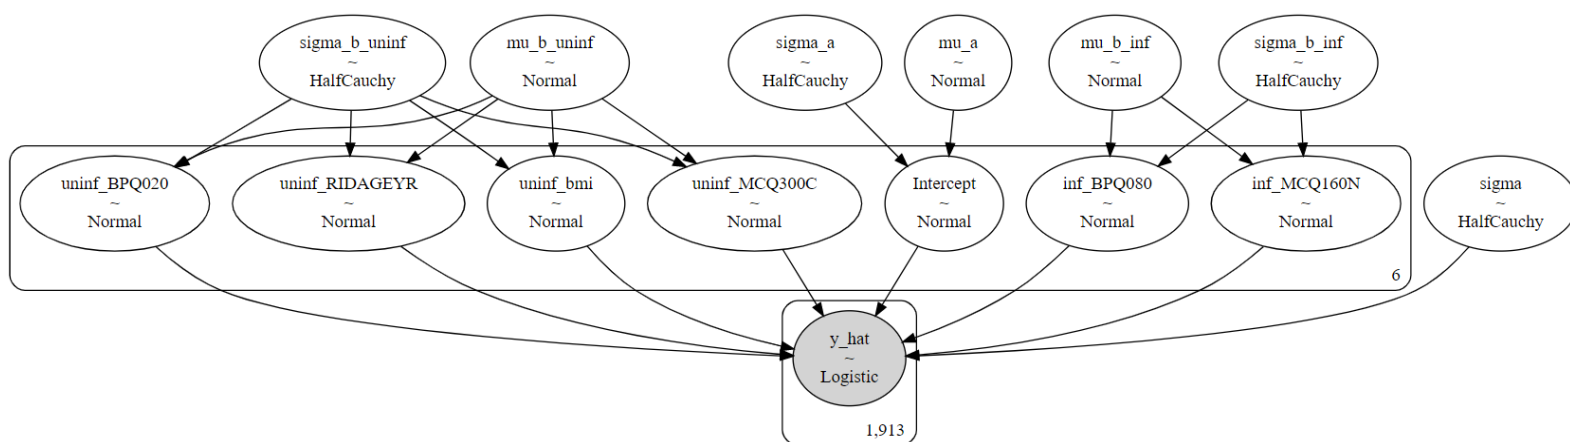 sigma_b_uninf
~
HalfCauchy
mu_b_uninf
~
Normal
sigma_a
~
HalfCauchy
mu_a
~
Normal
mu_b_inf
~
Normal
sigma_b_inf
~
HalfCauchy
uninf_BPQ020
~
Normal
uninf_RIDAGEYR
~
Normal
uninf_bmi
~
Normal
uninf_MCQ300C
~
Normal
Intercept
~
Normal
inf_BPQ080
~
Normal
inf_MCQ160N
~
Normal
sigma
~
HalfCauchy
6
y_hat
~
Logistic
1,913